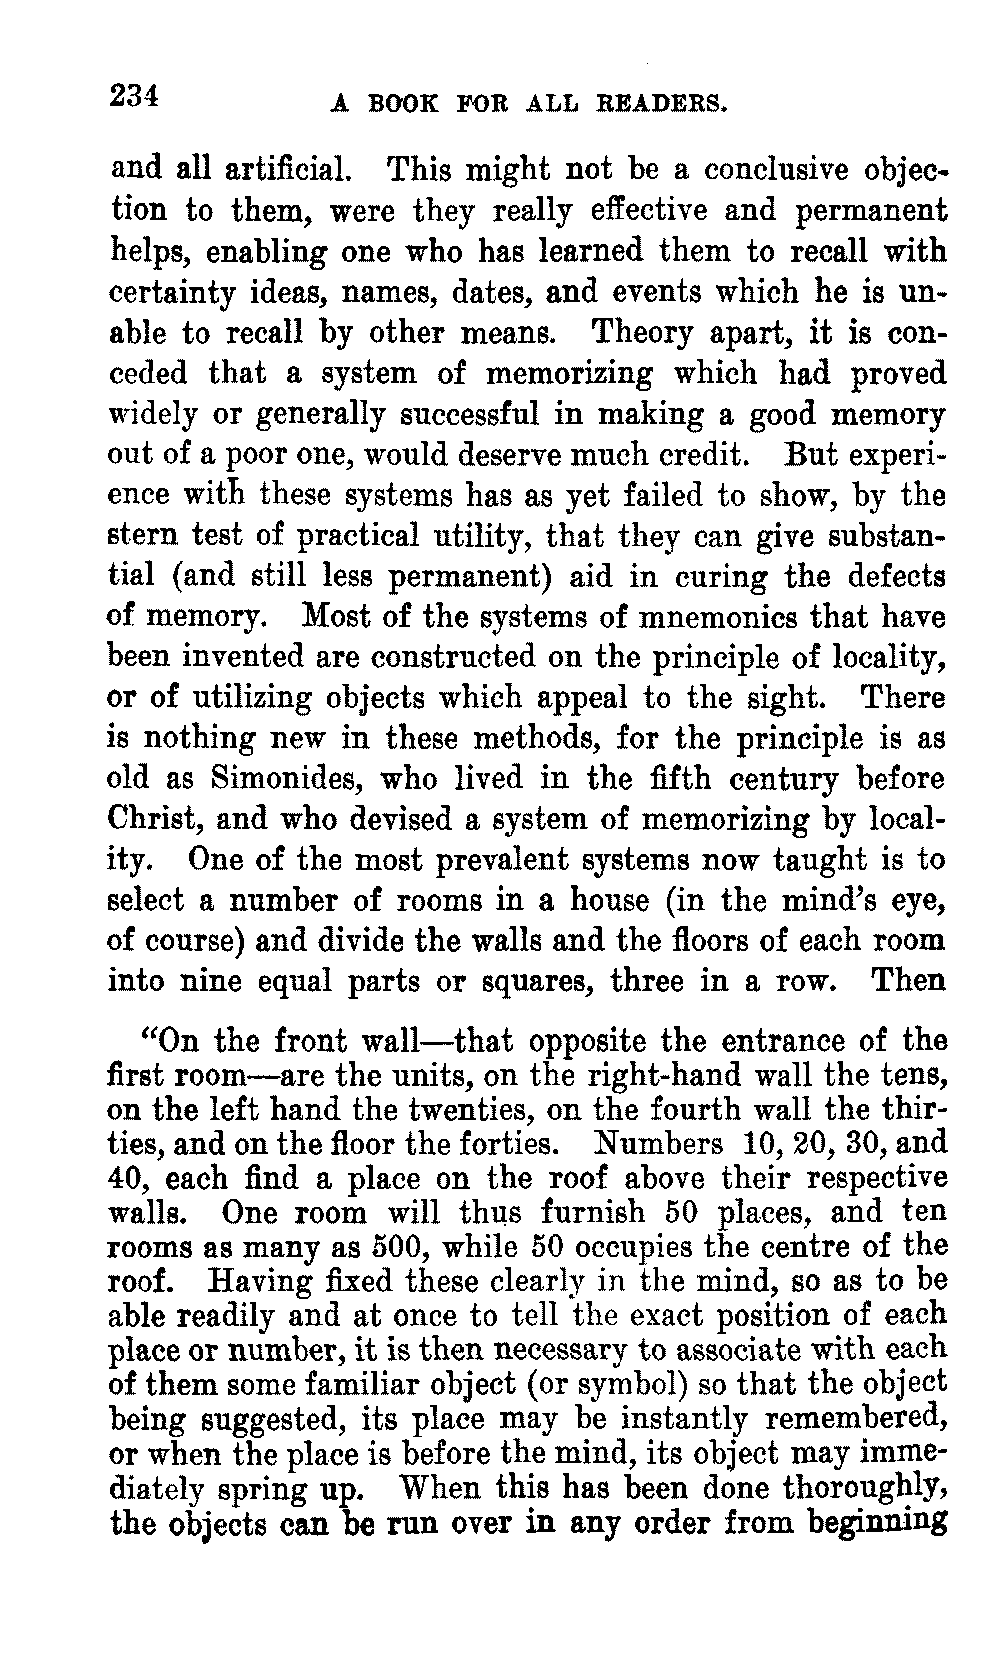 234
A BOOK FOR ALL READERS.
and all artificial. This might not be a conclusive objec-
tion to them, were they really effective and permanent
helps, enabling one who has learned them to recall with
certainty ideas, names, dates, and events which he is un-
able to recall by other means. Theory apart, it is con-
ceded that a system of memorizing which had proved
widely or generally successful in making a good memory
out of a poor one, would deserve much credit. But experi-
ence with these systems has as yet failed to show, by the
stern test of practical utility, that they can give substan-
tial (and still less permanent) aid in curing the defects
of memory. Most of the systems of mnemonics that have
been invented are constructed on the principle of locality,
or of utilizing objects which appeal to the sight. There
is nothing new in these methods, for the principle is as
old as Simonides, who lived in the fifth century before
Christ, and who devised a system of memorizing by local-
ity. One of the most prevalent systems now taught is to
select a number of rooms in a house (in the mind's eye,
of course) and divide the walls and the floors of each room
into nine equal parts or squares, three in a row. Then
"On the front wall—that opposite the entrance of the
first room—are the units, on the right-hand wall the tens,
on the left hand the twenties, on the fourth wall the thir-
ties, and on the floor the forties. Numbers 10, 20, 30, and
40, each find a place on the roof above their respective
walls. One room will thus furnish 50 places, and ten
rooms as many as 500, while 50 occupies the centre of the
roof. Having fixed these clearly in the mind, so as to be
able readily and at once to tell the exact position of each
place or number, it is then necessary to associate with each
of them some familiar object (or symbol) so that the object
being suggested, its place may be instantly remembered,
or when the place is before the mind, its object may imme-
diately spring up. When this has been done thoroughly,
the objects can be run over in any order from beginning